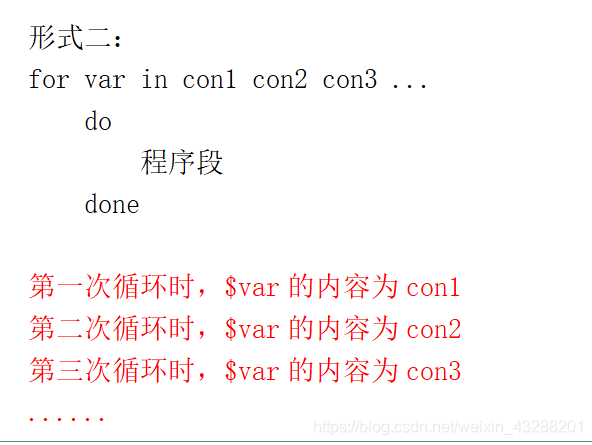 形式二：
for var in con1 con2 con3 ...
do
程序段
done
第一次循环时，$var 的内容为 con1
第二次循环时，$var 的内容为 con2
第三次循环时，$var 的内容为 con3
......
https://blog.csdn.net/weixin_43288201